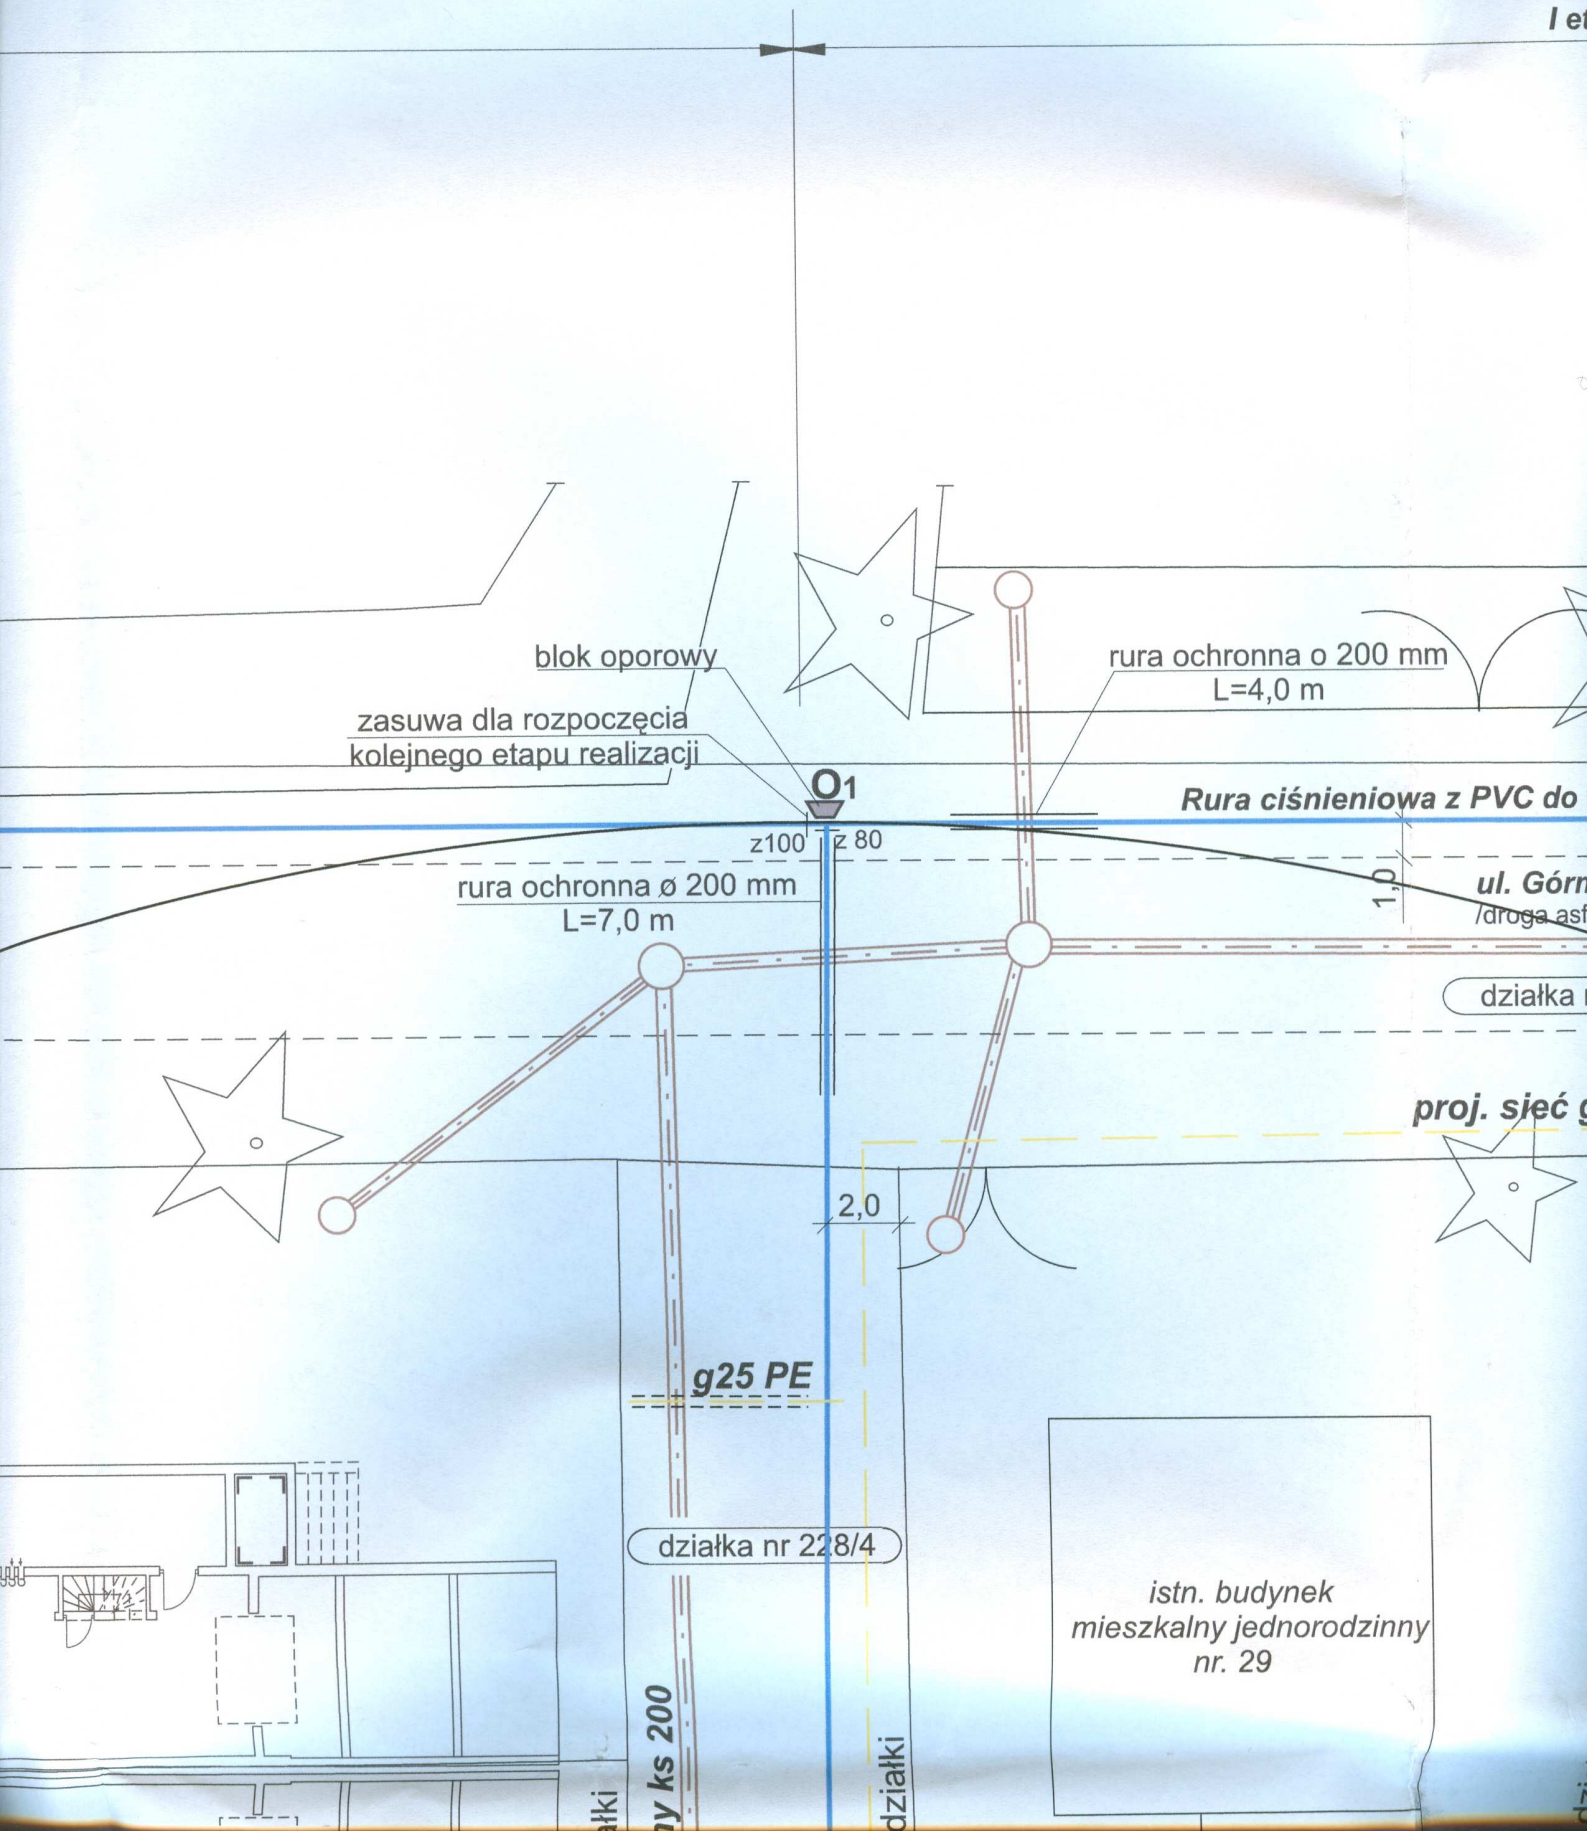 I et
blok oporowy
rura ochronna o 200 mm
L=4,0 m
zasuwa dla rozpoczęcia
kolejnego etapu realizacji
O1
Rura ciśnieniowa z PVC do
z100
z 80
rura ochronna ø 200 mm
L=7,0 m
1,0
ul. Górn
/droga asf
działka
proj. sieć g
2,0
g25 PE
działka nr 228/4
istn. budynek
mieszkalny jednorodzinny
nr. 29
ny ks 200
działki
ałki